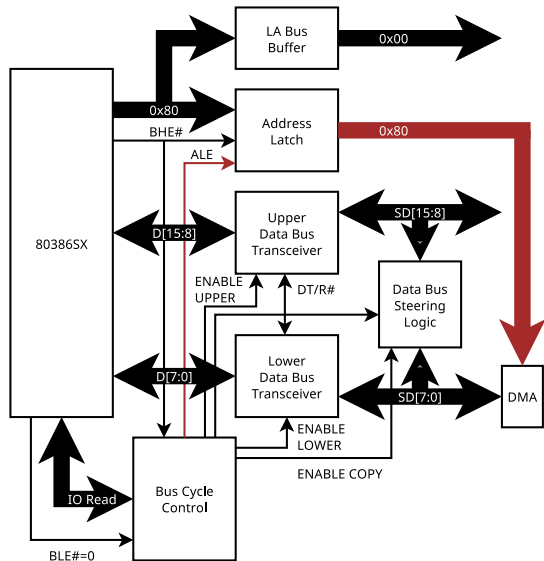 LA Bus
Buffer
0x00
0x80
BHE#
Address
Latch
0x80
ALE
80386SX
D[15:8]
Upper
Data Bus
Transceiver
SD[15:8]
ENABLE
UPPER
DT/R#
Data Bus
Steering
Logic
D[7:0]
Lower
Data Bus
Transceiver
SD[7:0]
DMA
ENABLE
LOWER
ENABLE COPY
IO Read
Bus Cycle
Control
BLE#=0